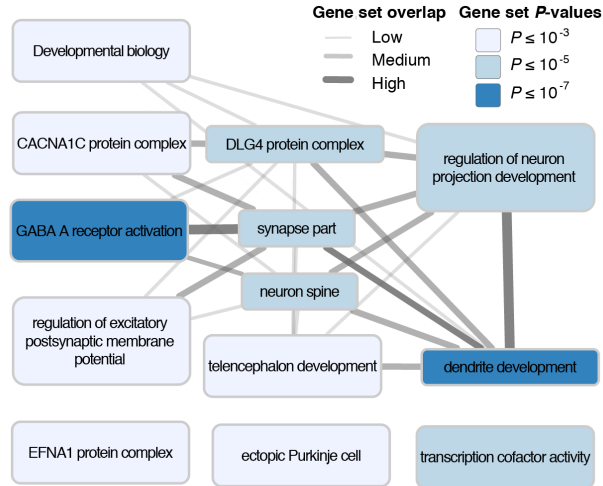 Gene set overlap
Low
Medium
High
Gene set P-values
P ≤ 10⁻³
P ≤ 10⁻⁵
P ≤ 10⁻⁷
Developmental biology
CACNA1C protein complex
DLG4 protein complex
regulation of neuron
projection development
GABA A receptor activation
synapse part
neuron spine
regulation of excitatory
postsynaptic membrane
potential
telencephalon development
dendrite development
EFNA1 protein complex
ectopic Purkinje cell
transcription cofactor activity